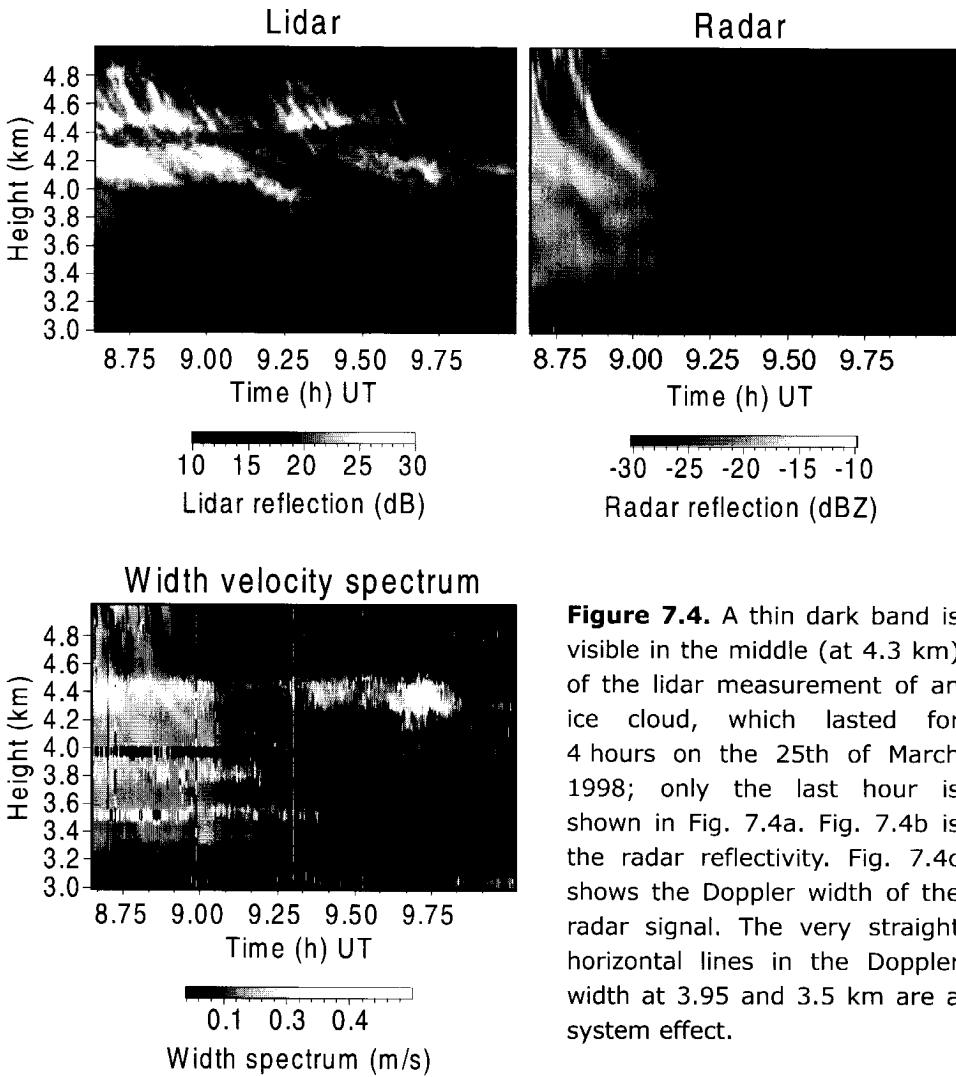 Lidar
Radar
4.8
4.6
4.4
4.2
4.0
3.8
3.6
3.4
3.2
3.0
Height (km)
8.75 9.00 9.25 9.50 9.75
Time (h) UT
8.75 9.00 9.25 9.50 9.75
Time (h) UT
10 15 20 25 30
Lidar reflection (dB)
-30 -25 -20 -15 -10
Radar reflection (dBZ)
Width velocity spectrum
4.8
4.6
4.4
4.2
4.0
3.8
3.6
3.4
3.2
3.0
Height (km)
8.75 9.00 9.25 9.50 9.75
Time (h) UT
0.1 0.3 0.4
Width spectrum (m/s)
Figure 7.4. A thin dark band is
visible in the middle (at 4.3 km)
of the lidar measurement of an
ice cloud, which lasted for
4 hours on the 25th of March
1998; only the last hour is
shown in Fig. 7.4a. Fig. 7.4b is
the radar reflectivity. Fig. 7.4c
shows the Doppler width of the
radar signal. The very straight
horizontal lines in the Doppler
width at 3.95 and 3.5 km are a
system effect.